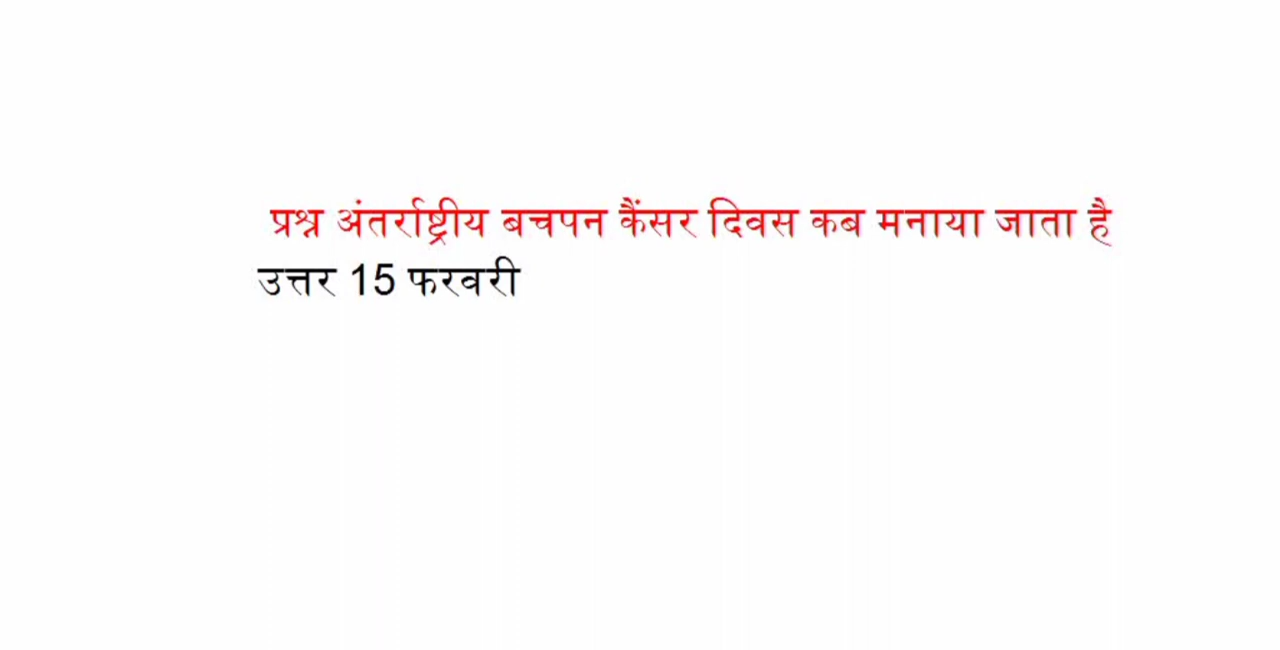 प्रश्न अंतर्राष्ट्रीय बचपन कैंसर दिवस कब मनाया जाता है
उत्तर 15 फरवरी